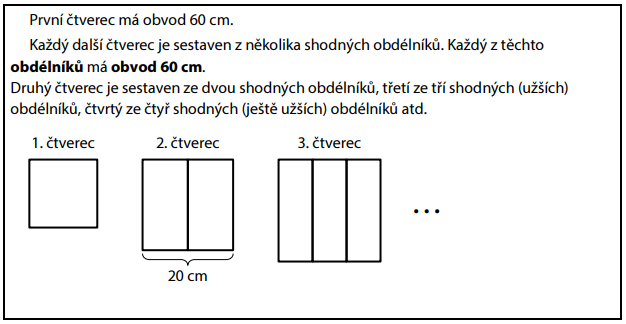 První čtverec má obvod 60 cm.
Každý další čtverec je sestaven z několika shodných obdélníků. Každý z těchto
obdélníků má obvod 60 cm.
Druhý čtverec je sestaven ze dvou shodných obdélníků, třetí ze tří shodných (užších)
obdélníků, čtvrtý ze čtyř shodných (ještě užších) obdélníků atd.
1. čtverec 2. čtverec 3. čtverec
...
20 cm